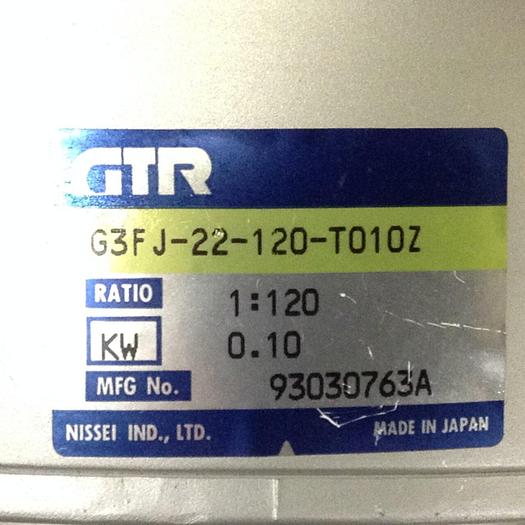 GTR
G3FJ-22-120-T010Z
RATIO 1:120
KW 0.10
MFG No. 93030763A
NISSEI IND., LTD. MADE IN JAPAN